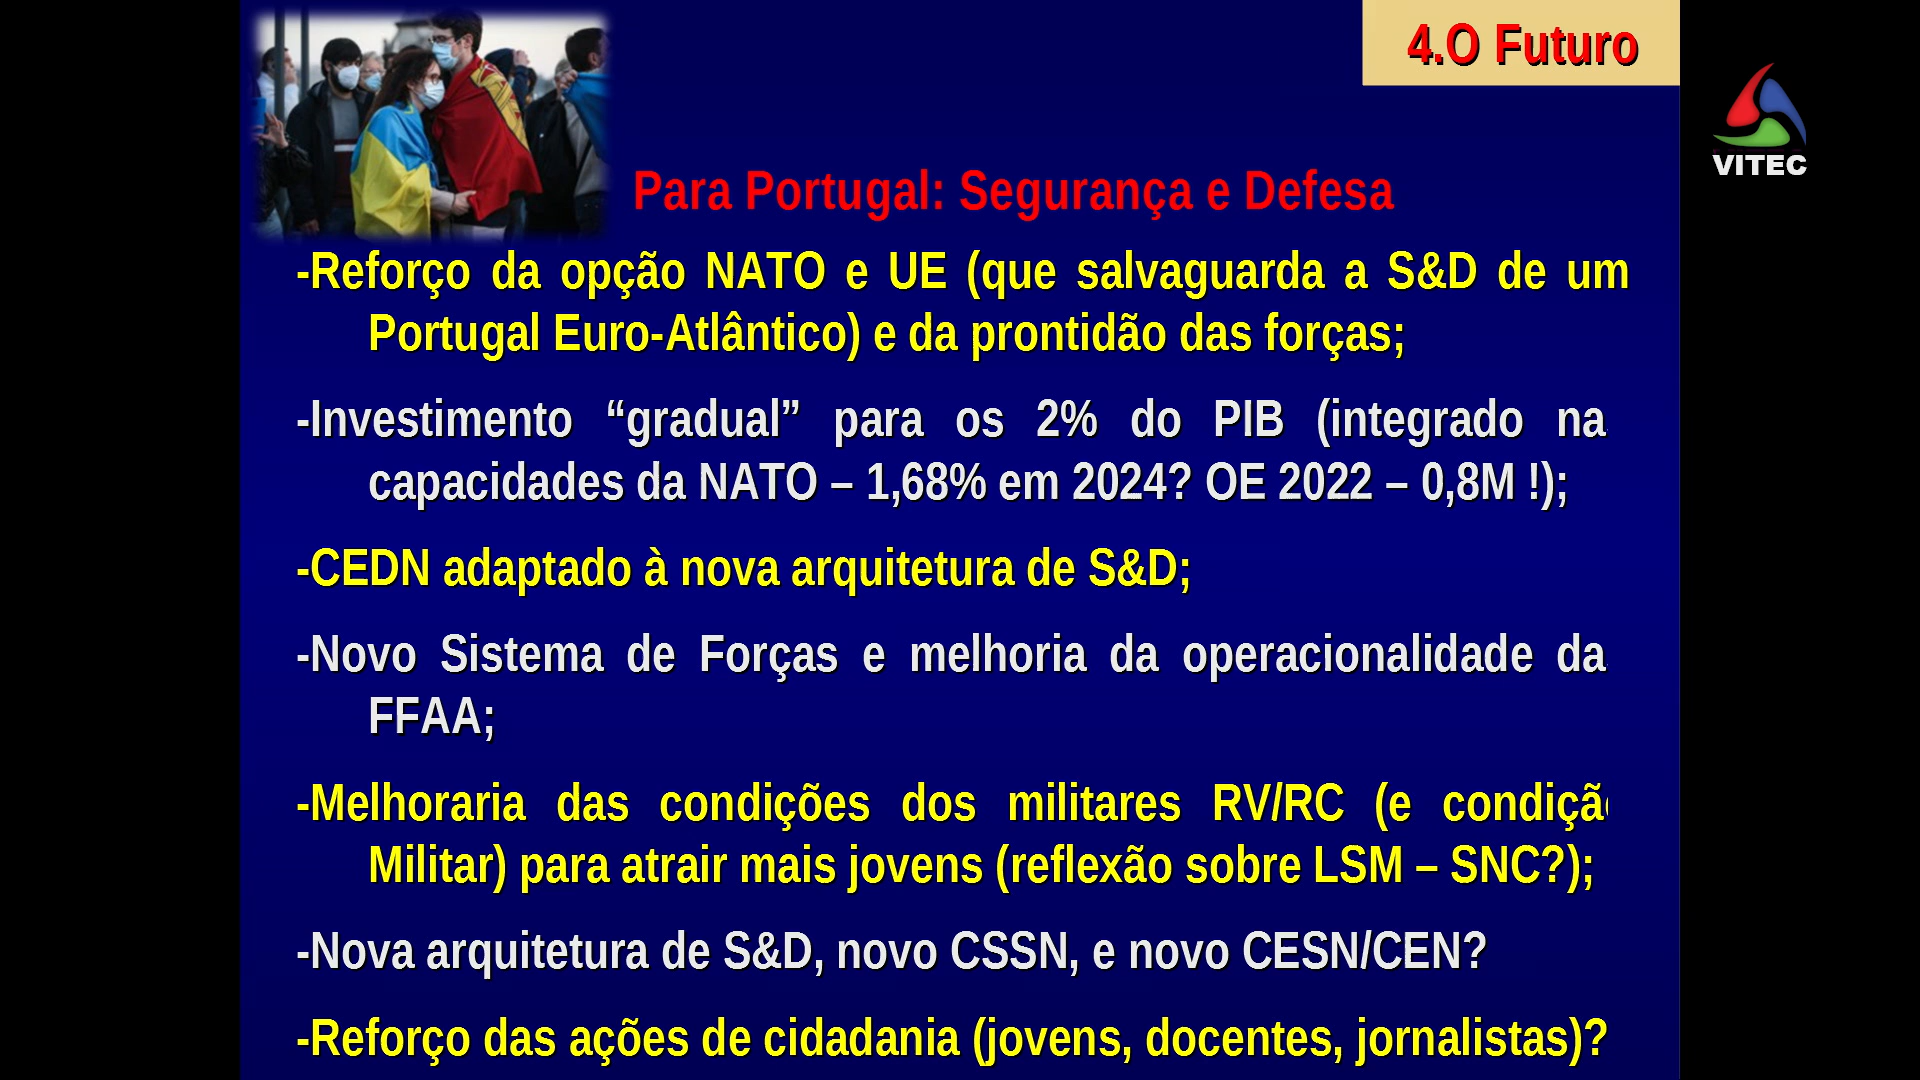 4.O Futuro
VITEC
Para Portugal: Segurança e Defesa
-Reforço da opção NATO e UE (que salvaguarda a S&D de um
Portugal Euro-Atlântico) e da prontidão das forças;
-Investimento “gradual” para os 2% do PIB (integrado na
capacidades da NATO – 1,68% em 2024? OE 2022 – 0,8M !);
-CEDN adaptado à nova arquitetura de S&D;
-Novo Sistema de Forças e melhoria da operacionalidade da
FFAA;
-Melhoraria das condições dos militares RV/RC (e condição
Militar) para atrair mais jovens (reflexão sobre LSM – SNC?);
-Nova arquitetura de S&D, novo CSSN, e novo CESN/CEN?
-Reforço das ações de cidadania (jovens, docentes, jornalistas)?